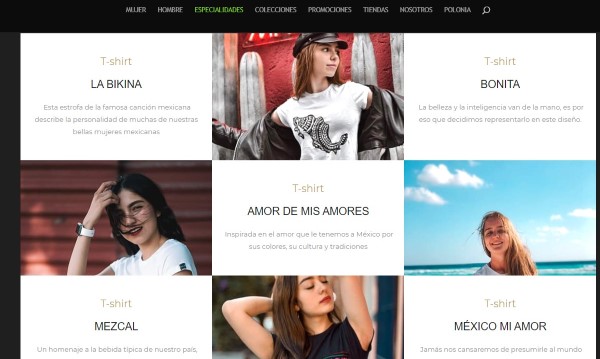 MUJER HOMBRE ESPECIALIDADES COLECCIONES PROMOCIONES TIENDAS NOSOTROS POLONIA
T-shirt
LA BIKINA
Esta estrofa de la famosa canción mexicana
describe la personalidad de muchas de nuestras
bellas mujeres mexicanas
T-shirt
BONITA
La belleza y la inteligencia van de la mano, es por
eso que decidimos representarlo en este diseño.
T-shirt
AMOR DE MIS AMORES
Inspirada en el amor que le tenemos a México por
sus colores, su cultura y tradiciones
T-shirt
MEZCAL
Un homenaje a la bebida típica de nuestro país,
T-shirt
MÉXICO MI AMOR
Jamás nos cansaremos de presumele al mundo